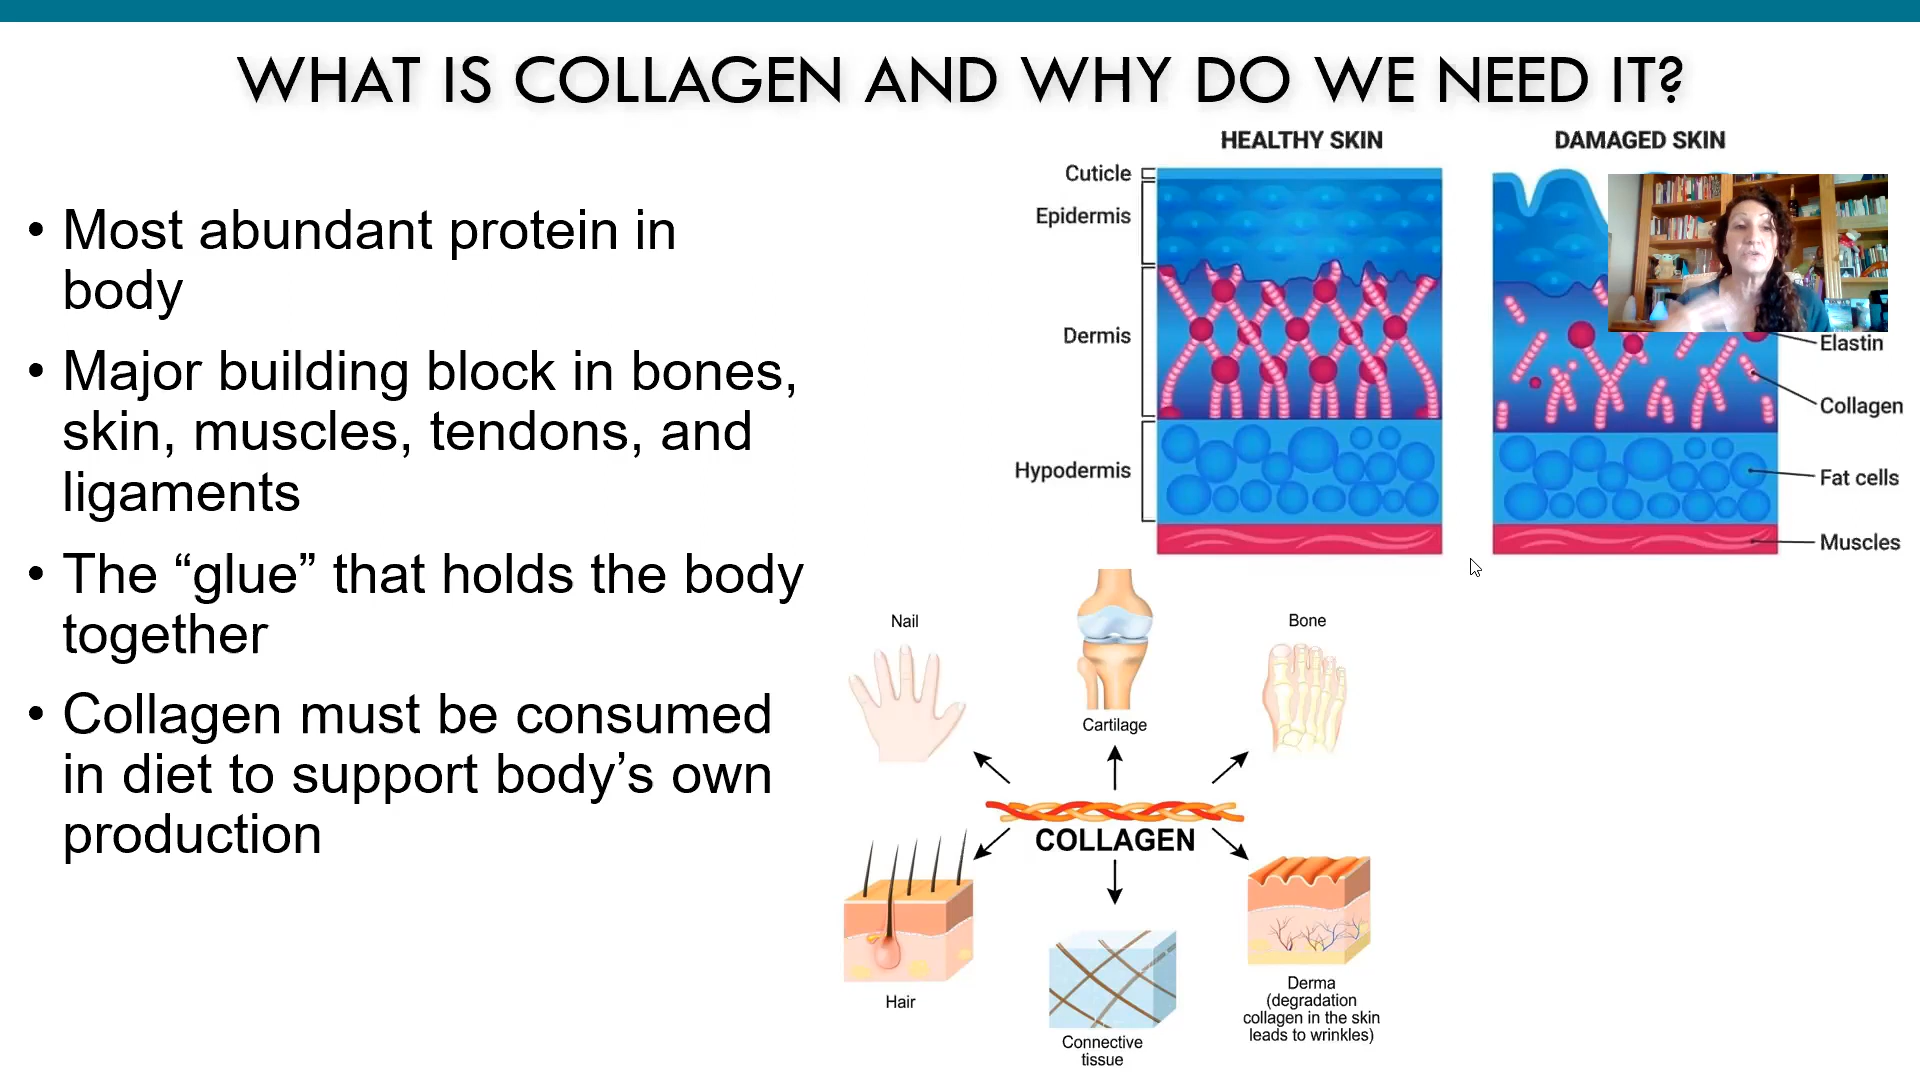 WHAT IS COLLAGEN AND WHY DO WE NEED IT?
• Most abundant protein in
body
• Major building block in bones,
skin, muscles, tendons, and
ligaments
• The “glue” that holds the body
together
• Collagen must be consumed
in diet to support body’s own
production
HEALTHY SKIN
DAMAGED SKIN
Cuticle
Epidermis
Dermis
Hypodermis
Elastin
Collagen
Fat cells
Muscles
Nail
Cartilage
Bone
COLLAGEN
Hair
Connective
tissue
Derma
(degradation
collagen in the skin
leads to wrinkles)